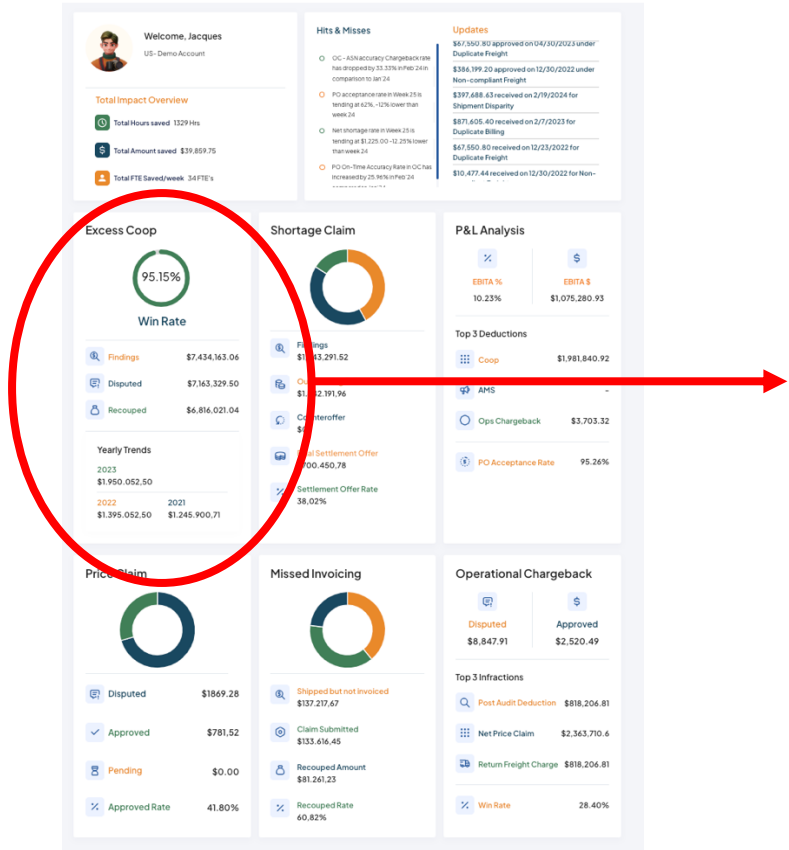 Welcome, Jacques
US- Demo Account
Total Impact Overview
Total Hours saved 1329 Hrs
Total Amount saved $39,859.75
Total FTE Saved/week 34 FTE's
Hits & Misses
OC - ASN accuracy Chargeback rate
has dropped by 33.33% in Feb'24 in
comparison to Jan'24
PO acceptance rate in Week 25 is
tending at 62%, -12% lower than
week 24
Net shortage rate in Week 25 is
tending at $1,225.00 -12.25% lower
than week 24
PO On-Time Accuracy Rate in OC has
increased by 25.96% in Feb'24
Updates
$67,550.80 approved on 04/30/2023 under
Duplicate Freight
$386,199.20 approved on 12/30/2022 under
Non-compliant Freight
$397,688.63 received on 2/19/2024 for
Shipment Disparity
$871,605.40 received on 2/7/2023 for
Duplicate Billing
$67,550.80 received on 12/23/2022 for
Duplicate Freight
$10,477.44 received on 12/30/2022 for Non-
Excess Coop
95.15%
Win Rate
Findings $7,434,163.06
Disputed $7,163,329.50
Recouped $6,816,021.04
Yearly Trends
2023
$1.950.052,50
2022 2021
$1.395.052,50 $1.245.900,71
Shortage Claim
Findings
Settlement Offer
Settlement Offer Rate
38,02%
P&L Analysis
EBITA % EBITA $
10.23% $1,075,280.93
Top 3 Deductions
Coop $1,981,840.92
AMS -
Ops Chargeback $3,703.32
PO Acceptance Rate 95.26%
Price Claim
Disputed $1869.28
Approved $781,52
Pending $0.00
Approved Rate 41.80%
Missed Invoicing
Shipped but not invoiced
$137.217,67
Claim Submitted
$133.616,45
Recouped Amount
$81.261,23
Recouped Rate
60,82%
Operational Chargeback
Disputed Approved
$8,847.91 $2,520.49
Top 3 Infractions
Post Audit Deduction $818,206.81
Net Price Claim $2,363,710.6
Return Freight Charge $818,206.81
Win Rate 28.40%